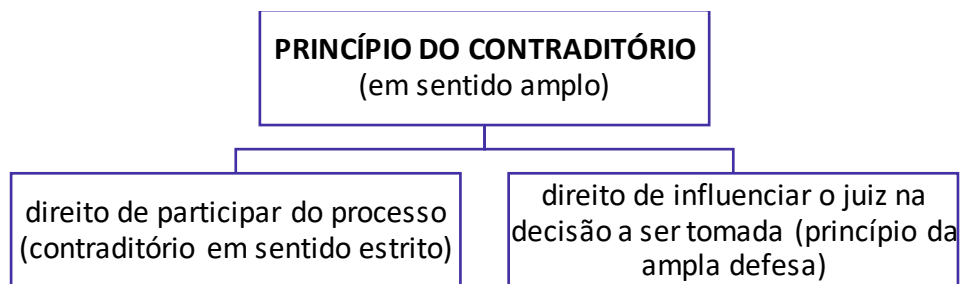 PRINCÍPIO DO CONTRADITÓRIO
(em sentido amplo)
direito de participar do processo
(contraditório em sentido estrito)
direito de influenciar o juiz na
decisão a ser tomada (princípio da
ampla defesa)